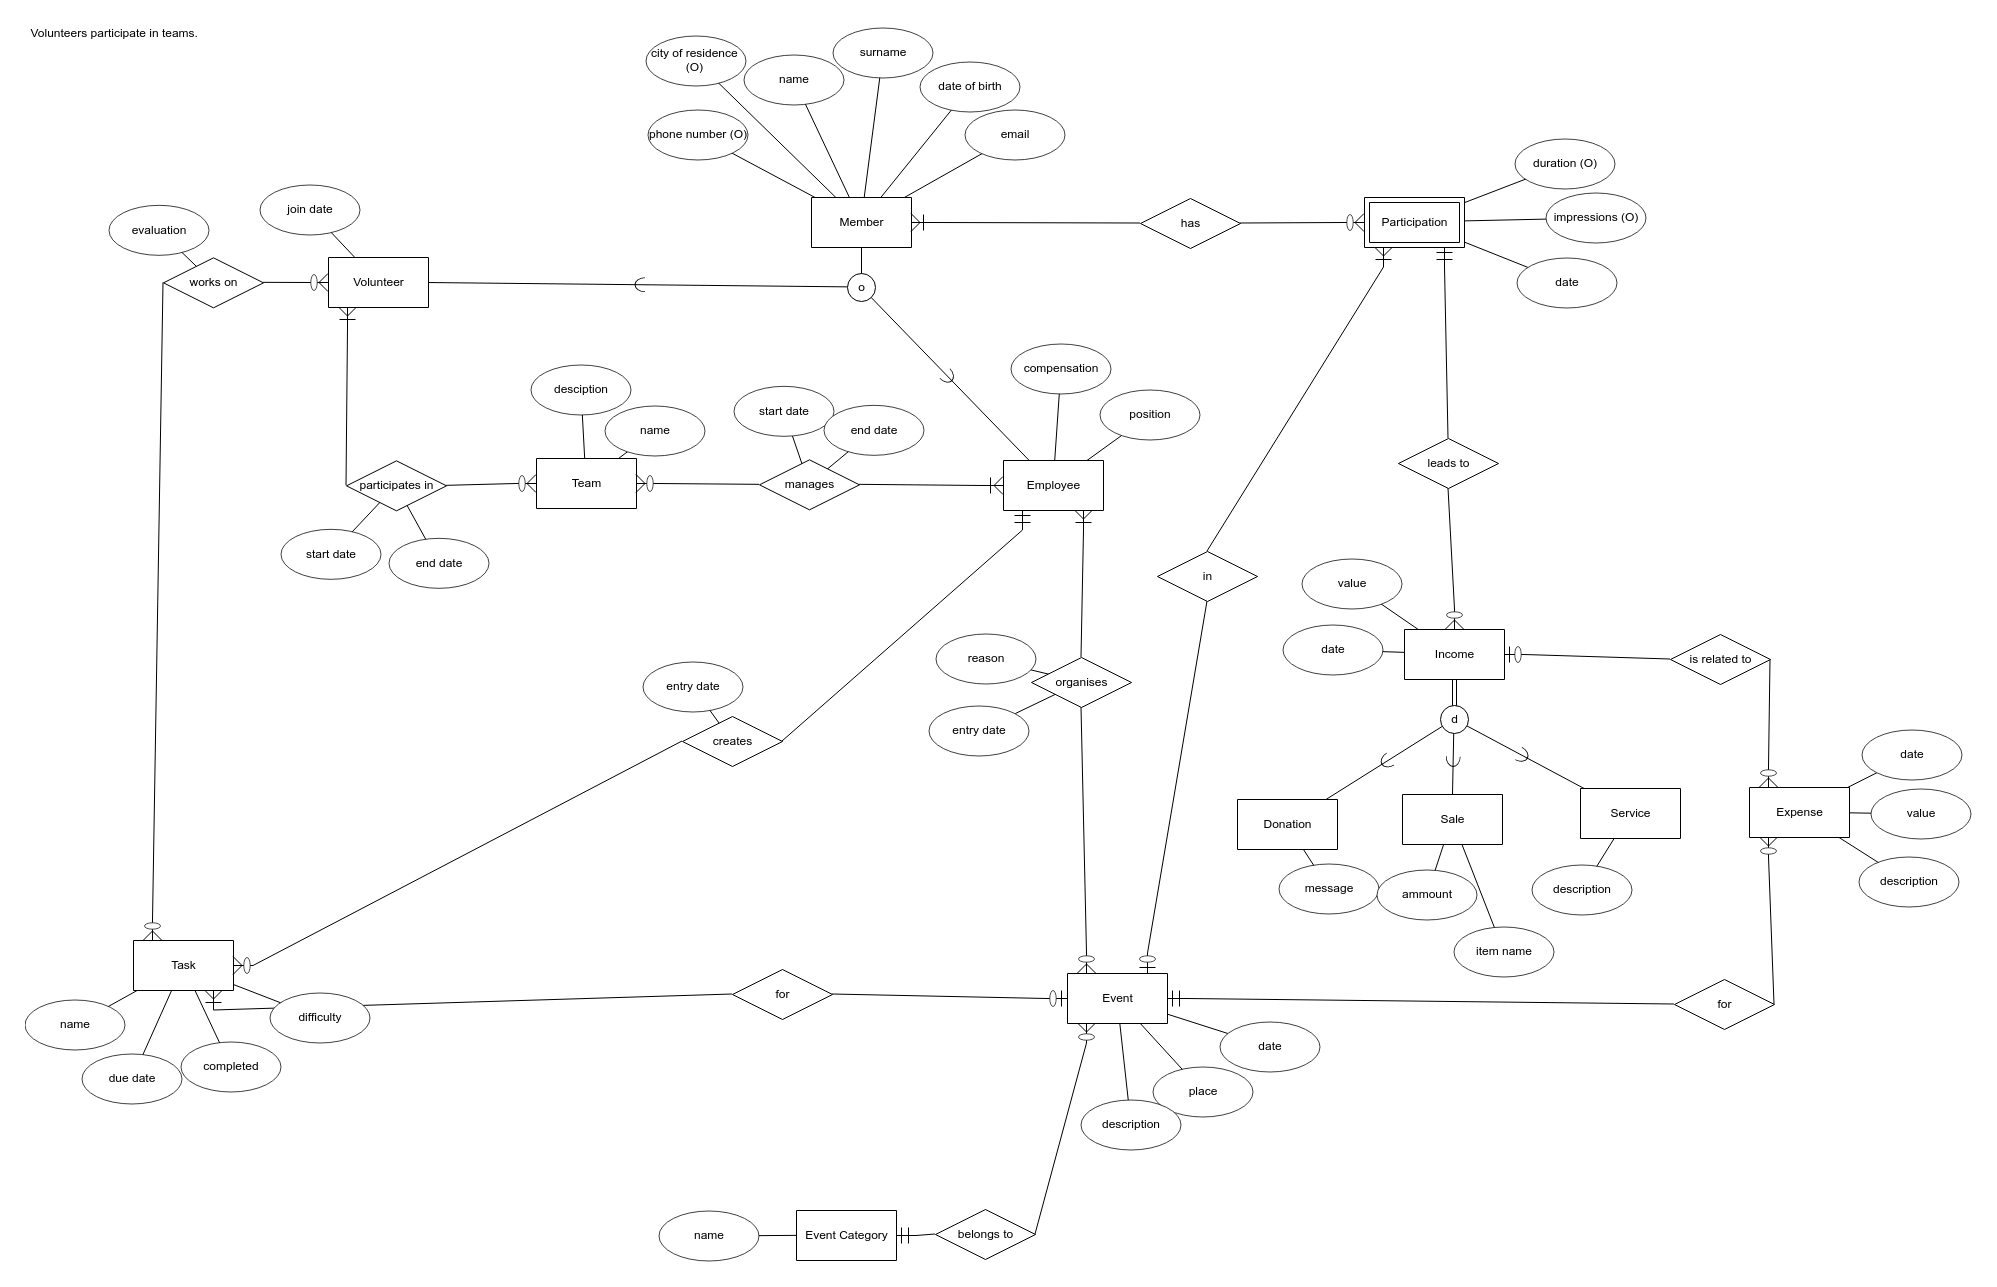 Volunteers participate in teams.
city of residence
(O)
name
surname
date of birth
phone number (O)
email
Member
has
Participation
duration (O)
impressions (O)
date
evaluation
join date
works on
Volunteer
o
desciption
name
start date
end date
compensation
position
participates in
Team
manages
Employee
leads to
start date
end date
in
value
date
Income
is related to
reason
organises
entry date
entry date
creates
d
Donation
Sale
Service
Expense
date
value
description
message
ammount
description
item name
Task
for
Event
for
name
due date
completed
difficulty
date
place
description
name
Event Category
belongs to